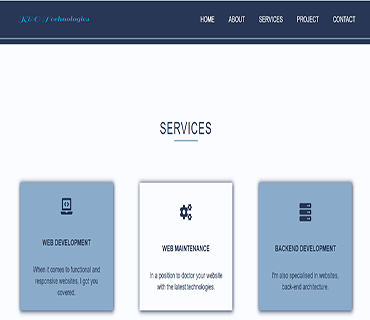 Technologies
HOME ABOUT SERVICES PROJECT CONTACT
SERVICES
WEB DEVELOPMENT
When it comes to functional and
responsive websites, I got you
covered.
WEB MAINTENANCE
In a position to doctor your website
with the latest technologies.
BACKEND DEVELOPMENT
I'm also specialised in websites,
back-end architecture.